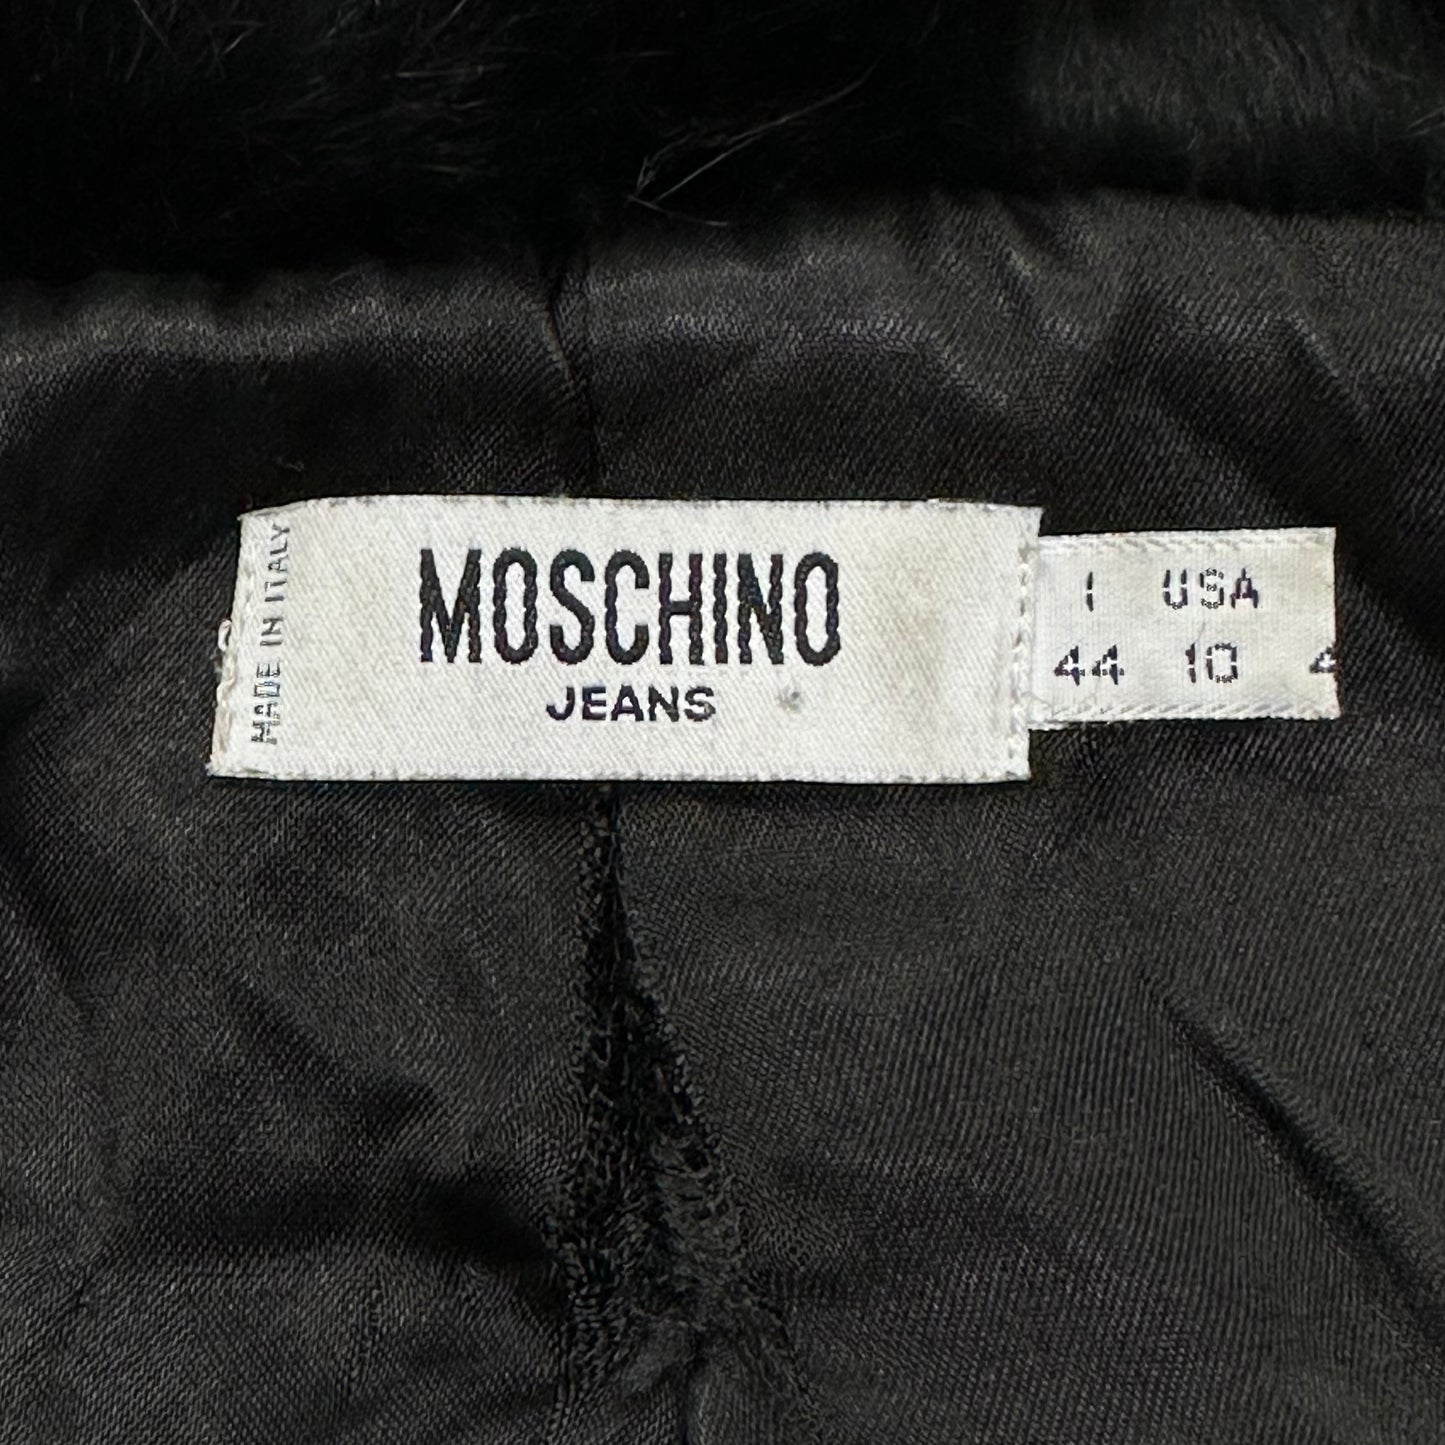 MADE IN ITALY
MOSCHINO
JEANS
I USA
44 10